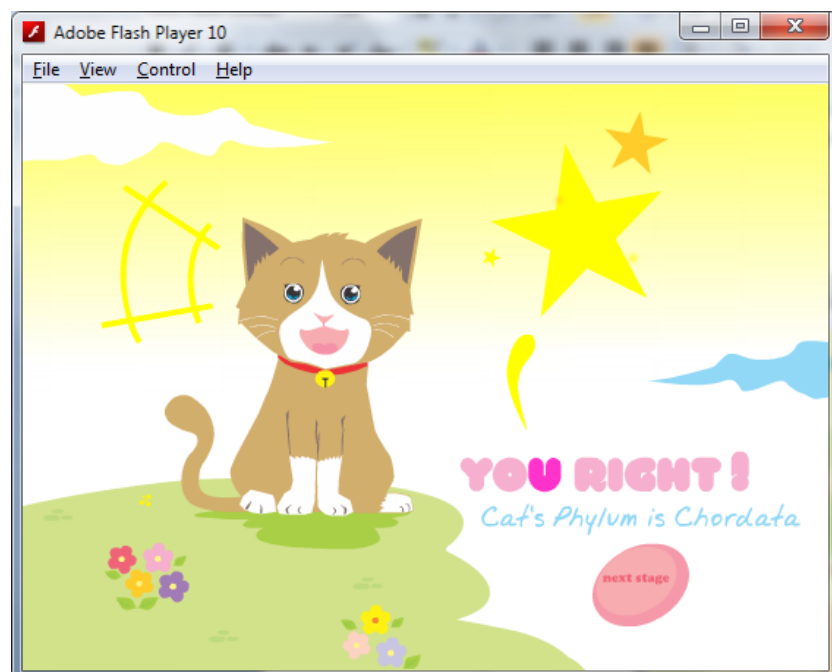 Adobe Flash Player 10
File View Control Help
YOU RIGHT!
Cat's Phylum is Chordata
next stage